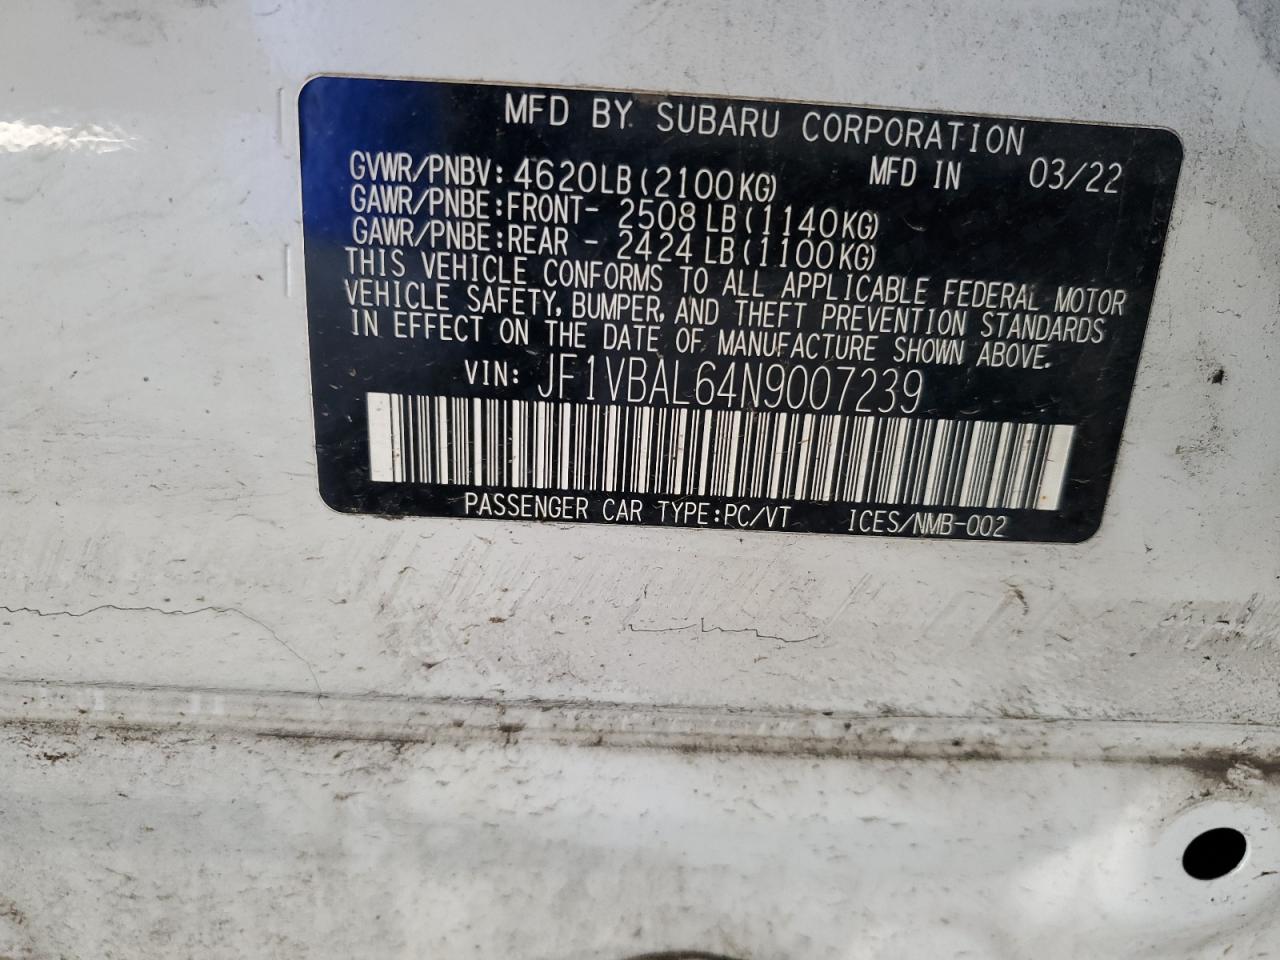 MFD BY SUBARU CORPORATION
GVWR/PNBV: 4620LB (2100KG) MFD IN 03/22
GAWR/PNBE:FRONT- 2508 LB (1140KG)
GAWR/PNBE:REAR - 2424 LB (1100KG)
THIS VEHICLE CONFORMS TO ALL APPLICABLE FEDERAL MOTOR
VEHICLE SAFETY, BUMPER, AND THEFT PREVENTION STANDARDS
IN EFFECT ON THE DATE OF MANUFACTURE SHOWN ABOVE.
VIN: JF1VBAL64N9007239
PASSENGER CAR TYPE:PC/VT ICES/NMB-002